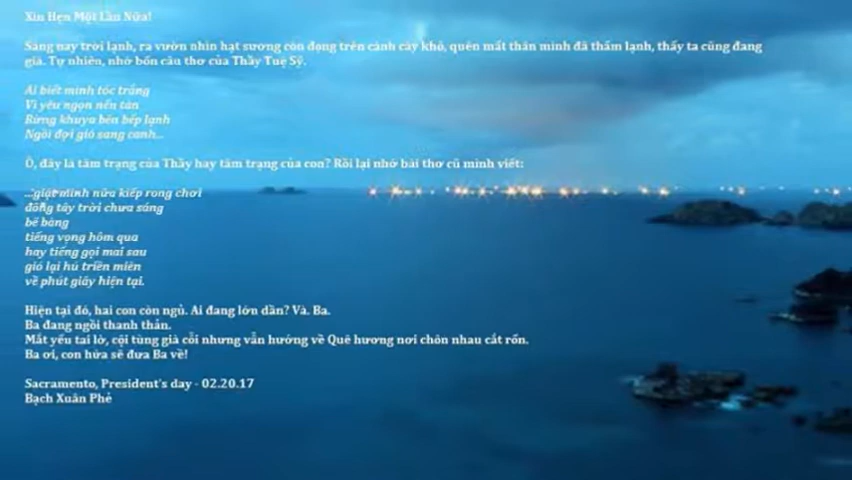 Xin Hẹn Một Lần Nữa!
Sáng nay trời lạnh, ra vườn nhìn hạt sương còn đọng trên cành cây khô, quên mất thân mình đã thấm lạnh, thấy ta cũng đang
già. Tự nhiên, nhớ bốn câu thơ của Thầy Tuệ Sỹ.
Ai biết mình tóc trắng
Vì yêu ngọn nến tàn
Rừng khuya bên bếp lạnh
Ngồi đợi gió sang canh...
Ồ, đây là tâm trạng của Thầy hay tâm trạng của con? Rồi lại nhớ bài thơ cũ mình viết:
..."giật mình nửa kiếp rong chơi
đông tây trời chưa sáng
bẽ bàng
tiếng vọng hôm qua
hay tiếng gọi mai sau
gió lại hú triền miên
về phút giây hiện tại.
Hiện tại đó, hai con còn ngủ. Ai đang lớn dần? Và. Ba.
Ba đang ngồi thanh thản.
Mắt yếu tai lờ, cội tùng già cỗi nhưng vẫn hướng về Quê hương nơi chôn nhau cắt rốn.
Ba ơi, con hứa sẽ đưa Ba về!
Sacramento, President's day - 02.20.17
Bạch Xuân Phẻ